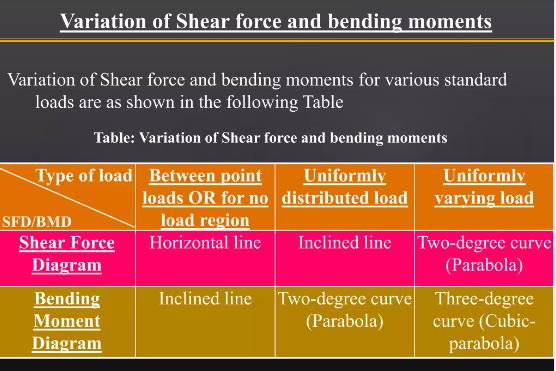 Variation of Shear force and bending moments
Variation of Shear force and bending moments for various standard
loads are as shown in the following Table
Table: Variation of Shear force and bending moments
Type of load
SFD/BMD
Between point
loads OR for no
load region
Uniformly
distributed load
Uniformly
varying load
Shear Force
Diagram
Horizontal line
Inclined line
Two-degree curve
(Parabola)
Bending
Moment
Diagram
Inclined line
Two-degree curve
(Parabola)
Three-degree
curve (Cubic-
parabola)